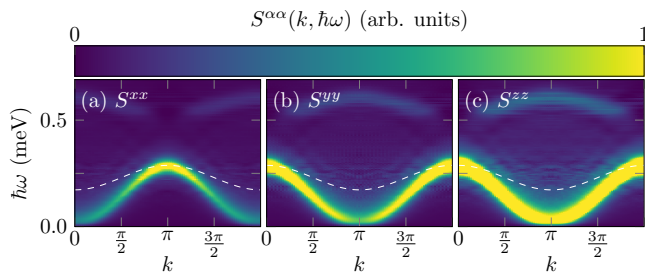 S^{αα}(k, ħω) (arb. units)
0 1
(a) S^{xx} (b) S^{yy} (c) S^{zz}
ħω (meV)
0.5
0.0
0 π/2 π 3π/2 0 π/2 π 3π/2 0 π/2 π 3π/2
k k k